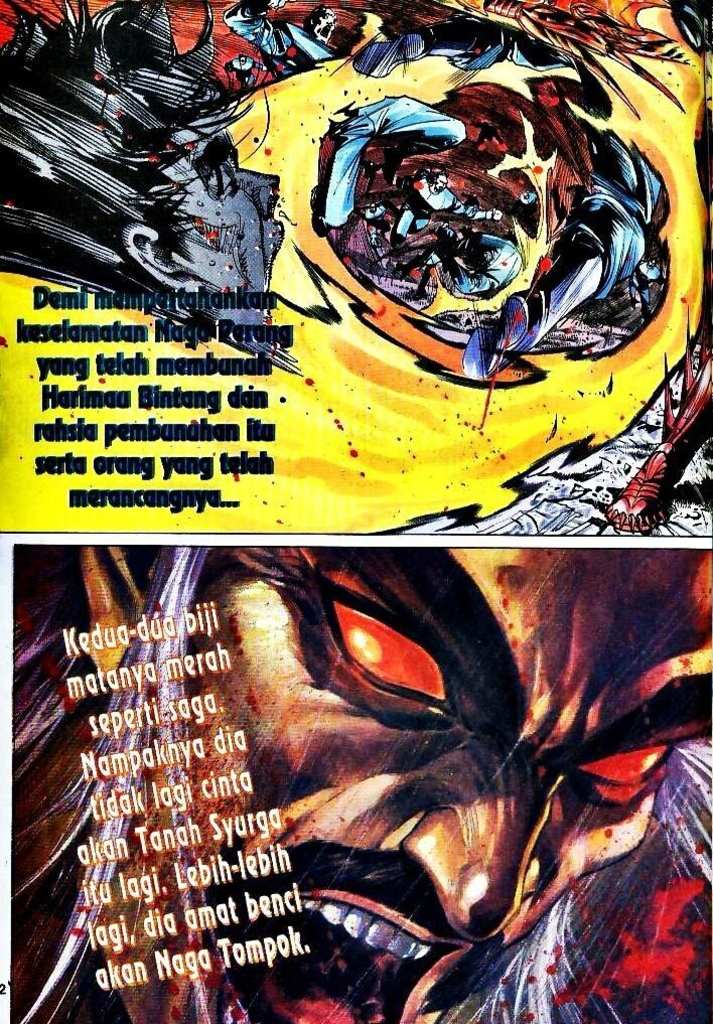 Demi mempertahankan
keselamatan Naga Perang
yang telah membunuh
Harimau Bintang dan
rahsia pembunuhan itu
serta orang yang telah
merancangnya...
Kedua-dua biji
matanya merah
seperti saga.
Nampaknya dia
tidak lagi cinta
akan Tanah Syurga
itu lagi. Lebih-lebih
lagi, dia amat benci
akan Naga Tompok.
2